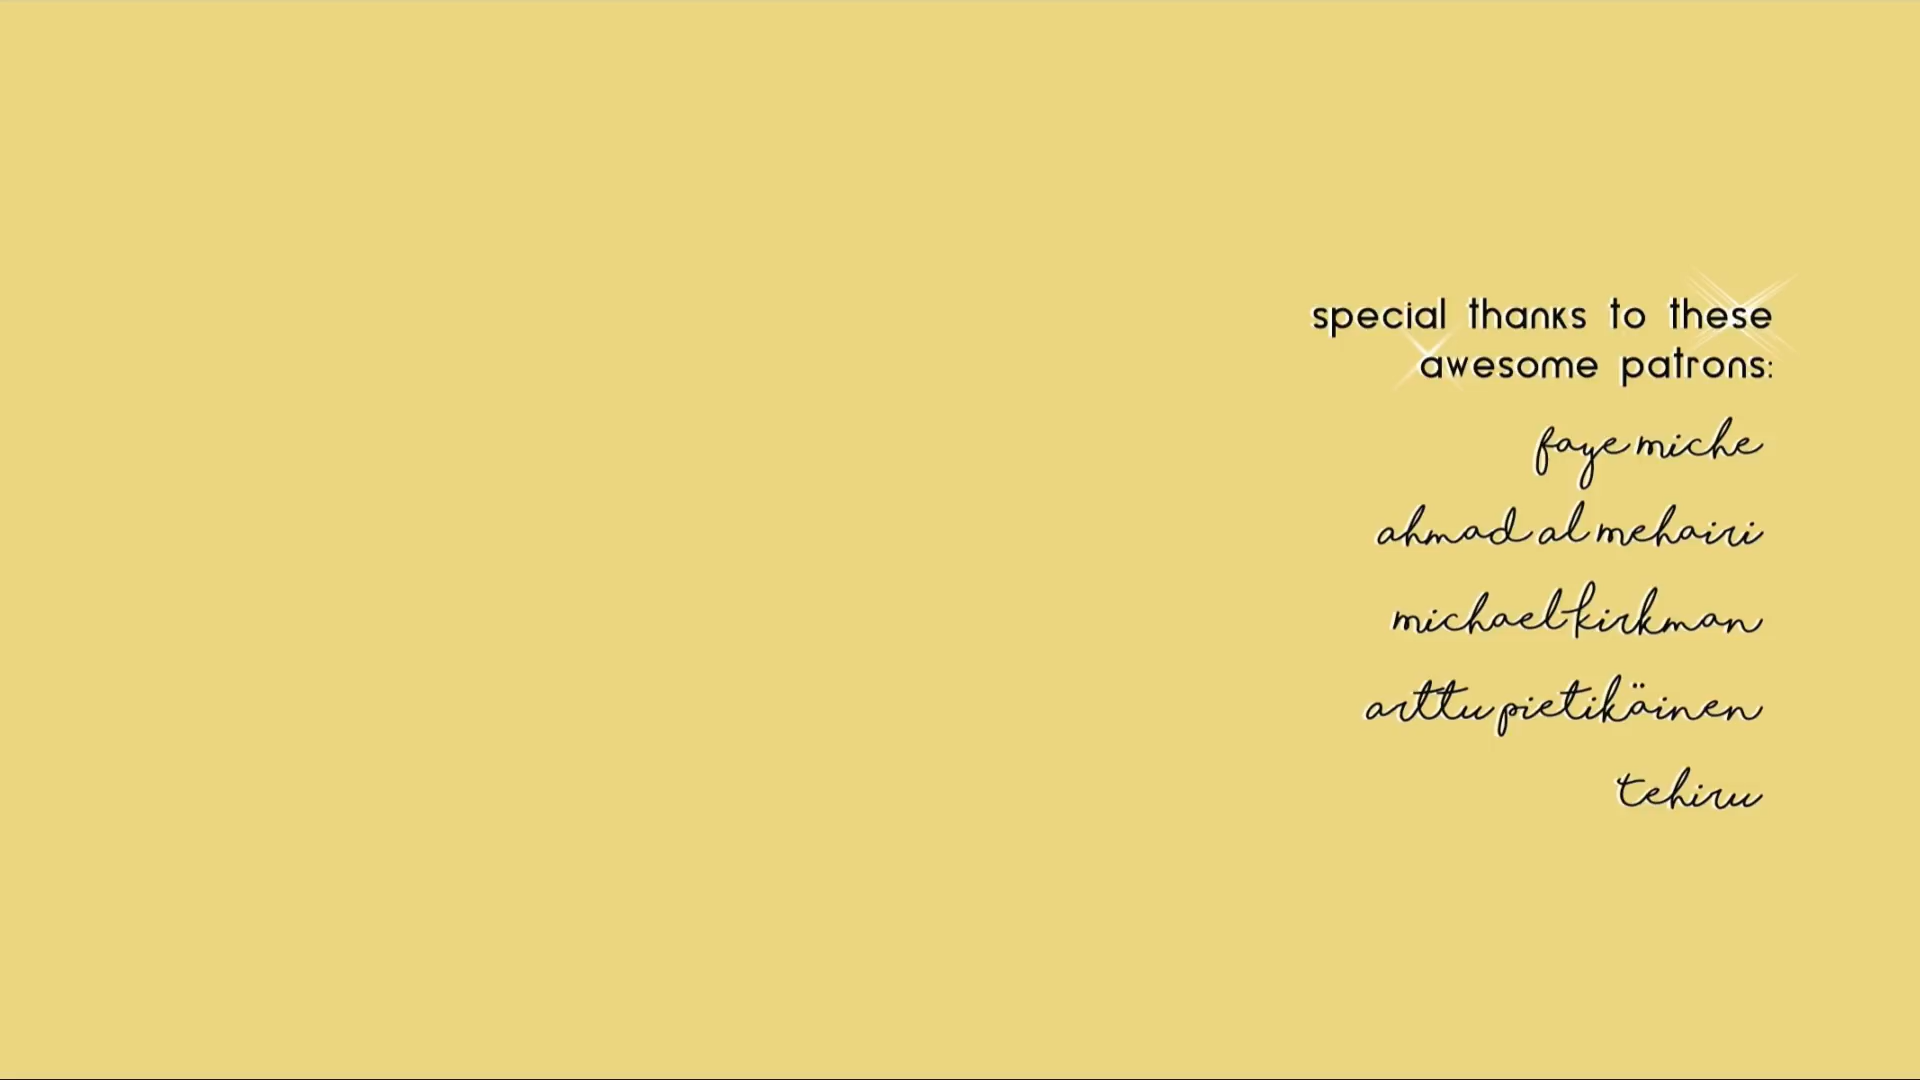 special thanks to these
awesome patrons:
faye miche
ahmad al mehairi
michael kirkman
arttu pietikäinen
tehiru